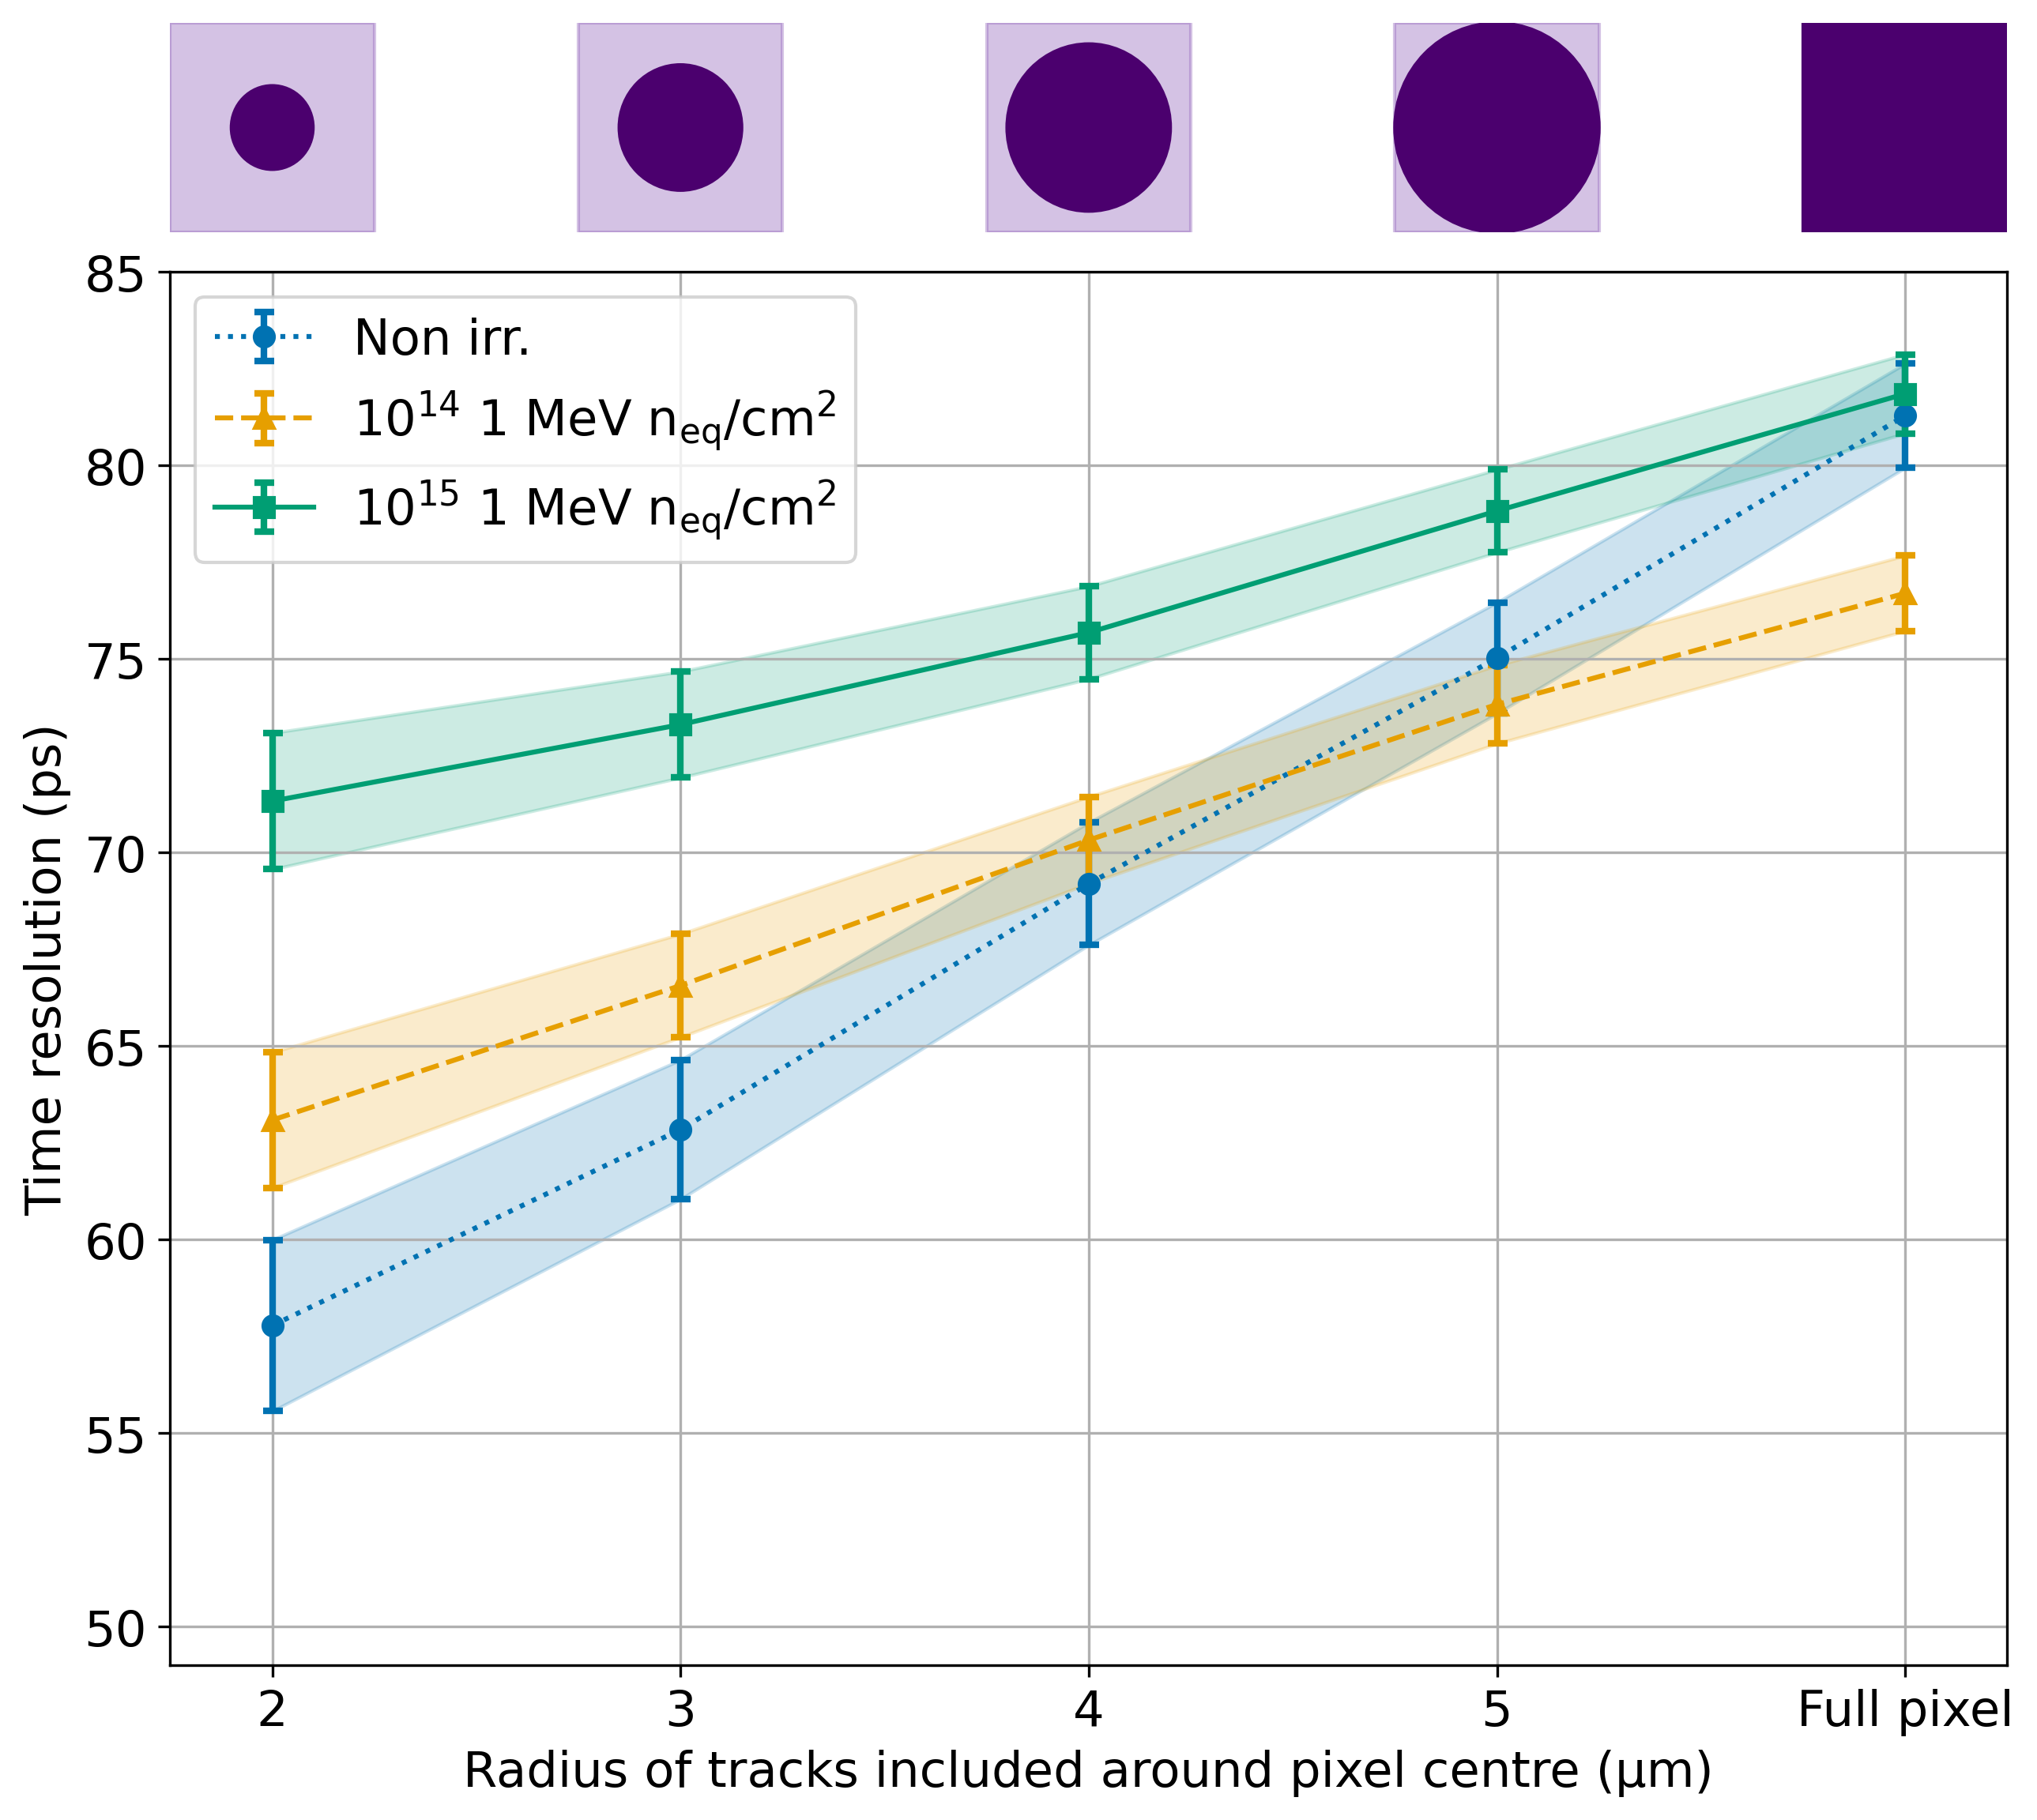 85
80
75
70
65
60
55
50
Time resolution (ps)
Non irr.
10¹⁴ 1 MeV n_eq/cm²
10¹⁵ 1 MeV n_eq/cm²
2 3 4 5 Full pixel
Radius of tracks included around pixel centre (µm)